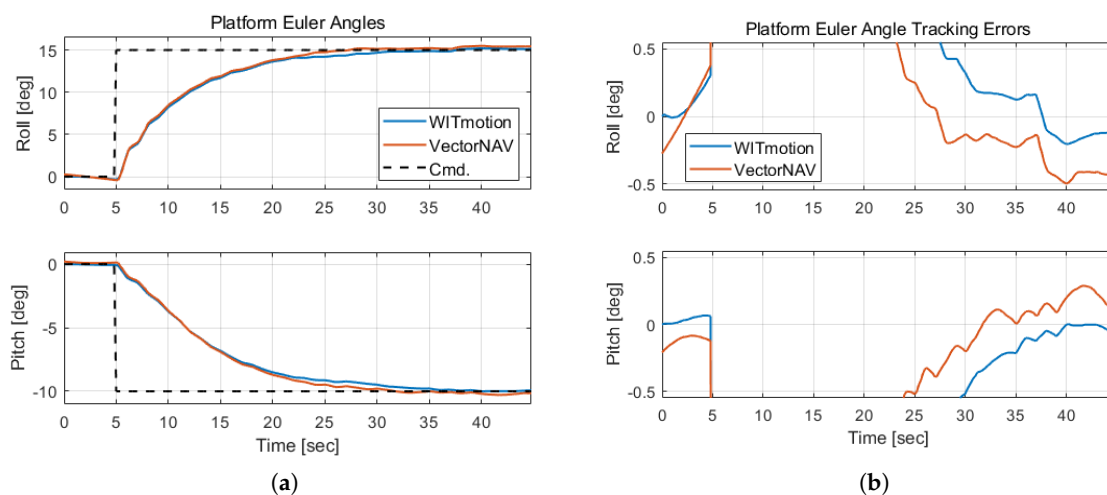 Platform Euler Angles
15
10
5
0
Roll [deg]
WITmotion
VectorNAV
Cmd.
0 5 10 15 20 25 30 35 40
0
-5
-10
Pitch [deg]
0 5 10 15 20 25 30 35 40
Time [sec]
(a)
Platform Euler Angle Tracking Errors
0.5
0
-0.5
Roll [deg]
WITmotion
VectorNAV
0 5 10 15 20 25 30 35 40
0.5
0
-0.5
Pitch [deg]
0 5 10 15 20 25 30 35 40
Time [sec]
(b)